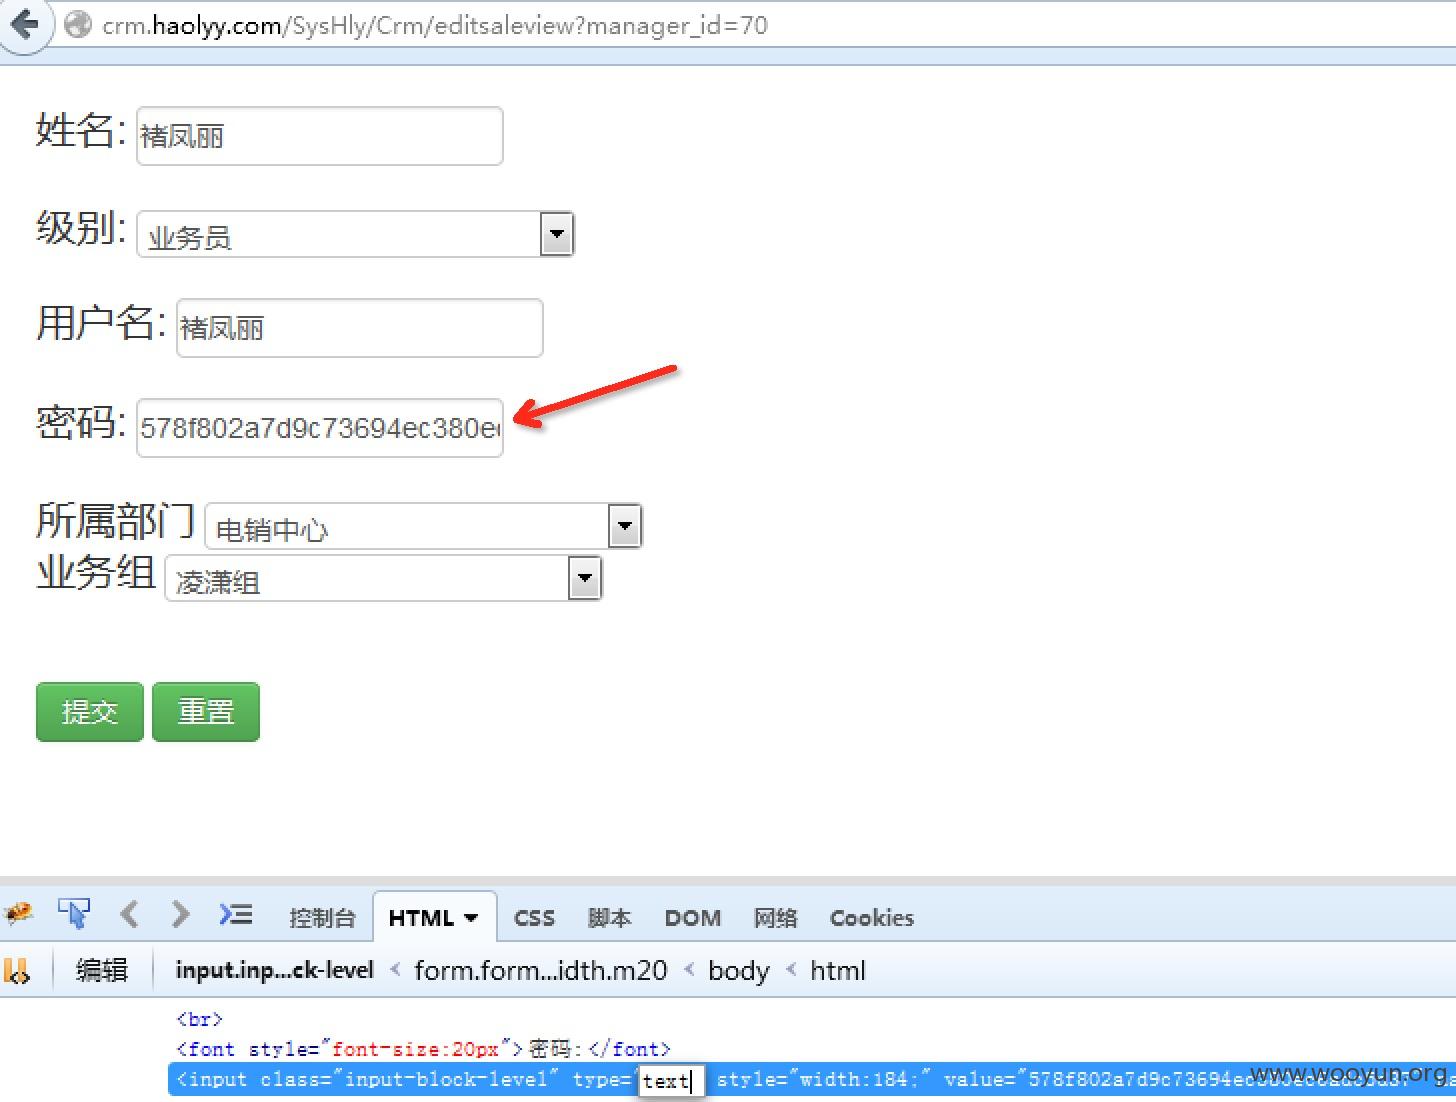 crm.haolyy.com/SysHly/Crm/editsaleview?manager_id=70
姓名: 褚凤丽
级别: 业务员
用户名: 褚凤丽
密码: 578f802a7d9c73694ec380e
所属部门 电销中心
业务组 凌潇组
提交 重置
控制台 HTML CSS 脚本 DOM 网络 Cookies
编辑 input.inp...ck-level < form.form...idth.m20 < body < html
<br>
<font style="font-size:20px">密码:</font>
<input class="input-block-level" type="text style="width:184;" value="578f802a7d9c73694e
www.wooyun.org